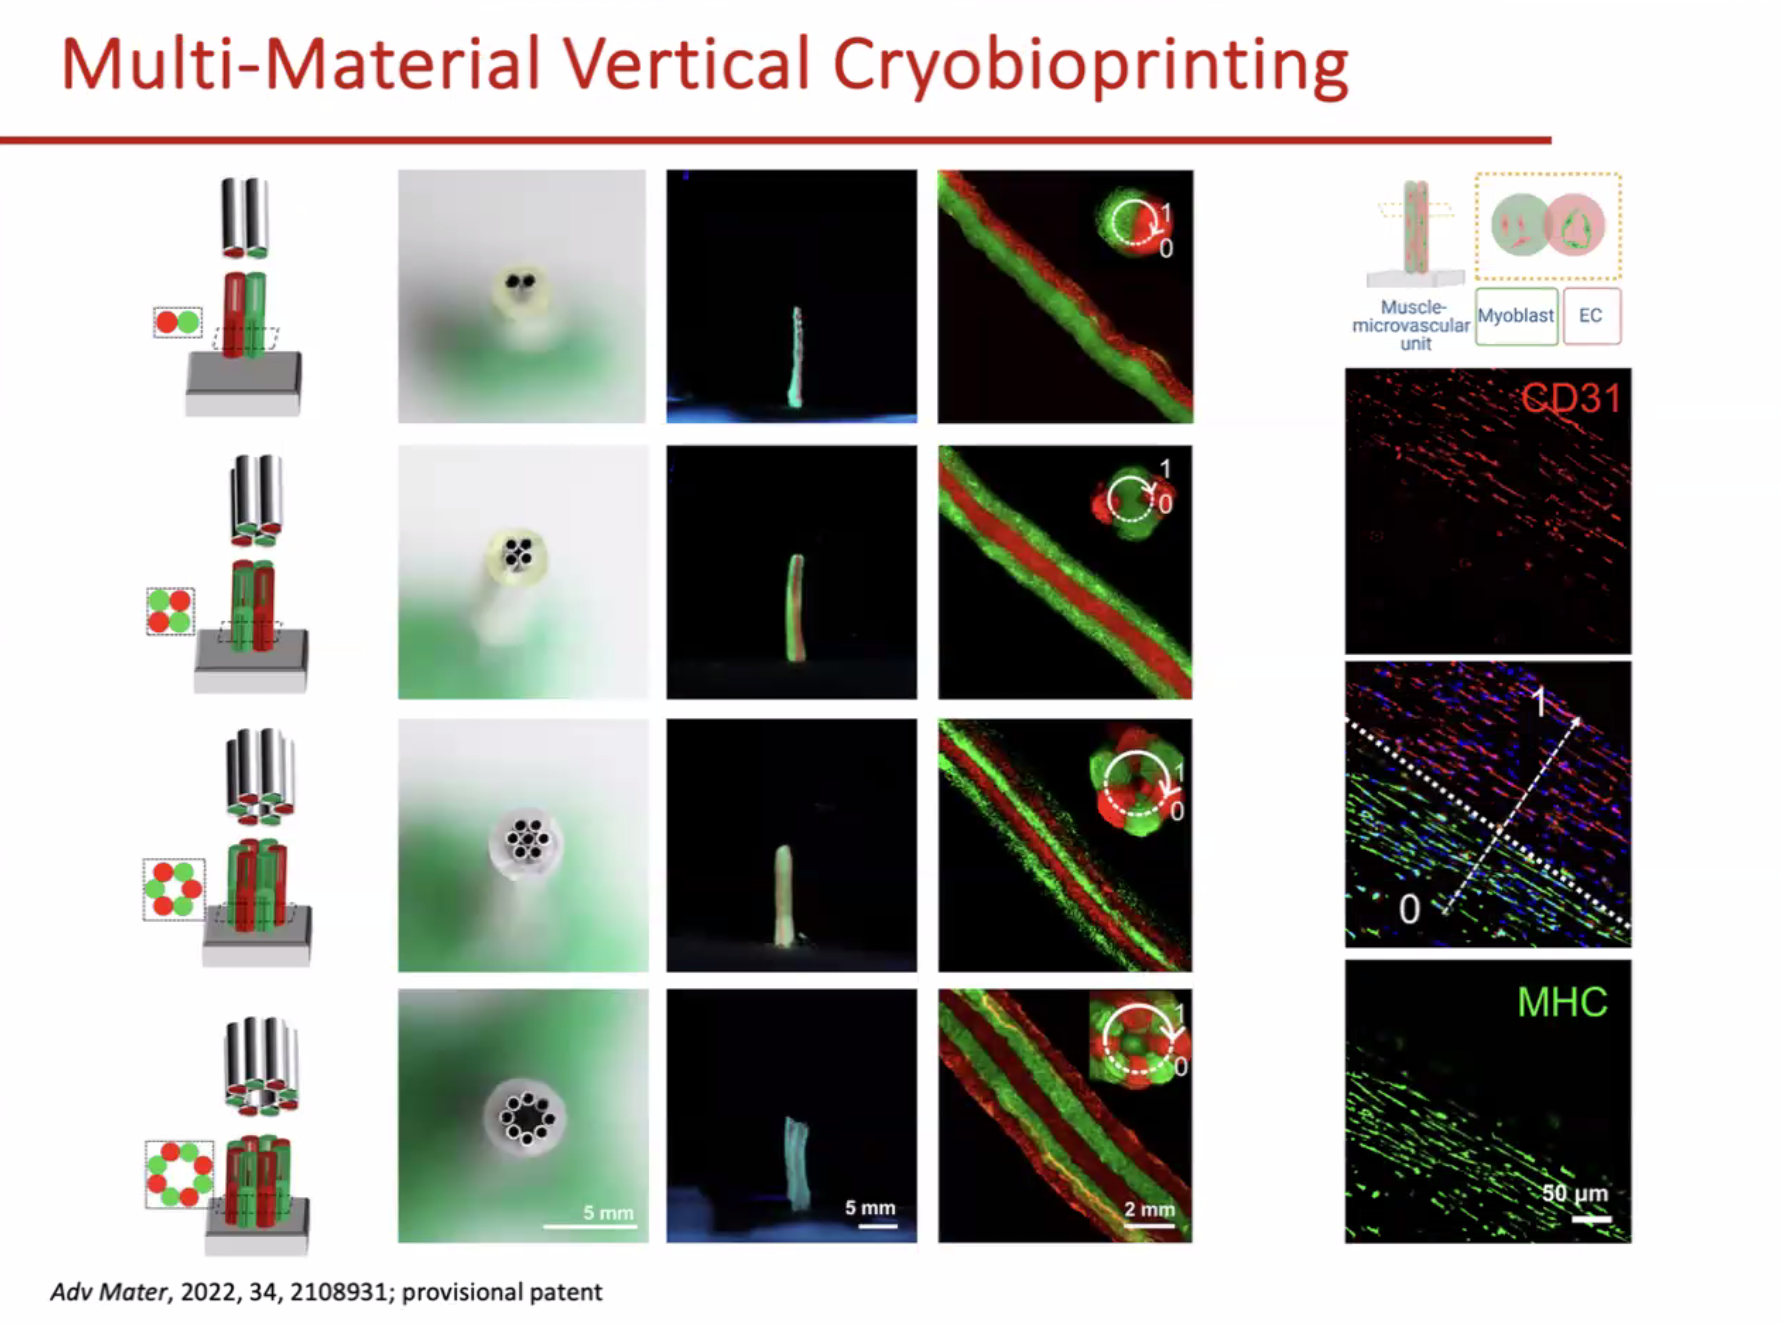 Multi-Material Vertical Cryobioprinting
1
0
1
0
1
0
1
0
5 mm
5 mm
2 mm
Muscle-
microvascular
unit
Myoblast
EC
CD31
1
0
MHC
50 µm
Adv Mater, 2022, 34, 2108931; provisional patent